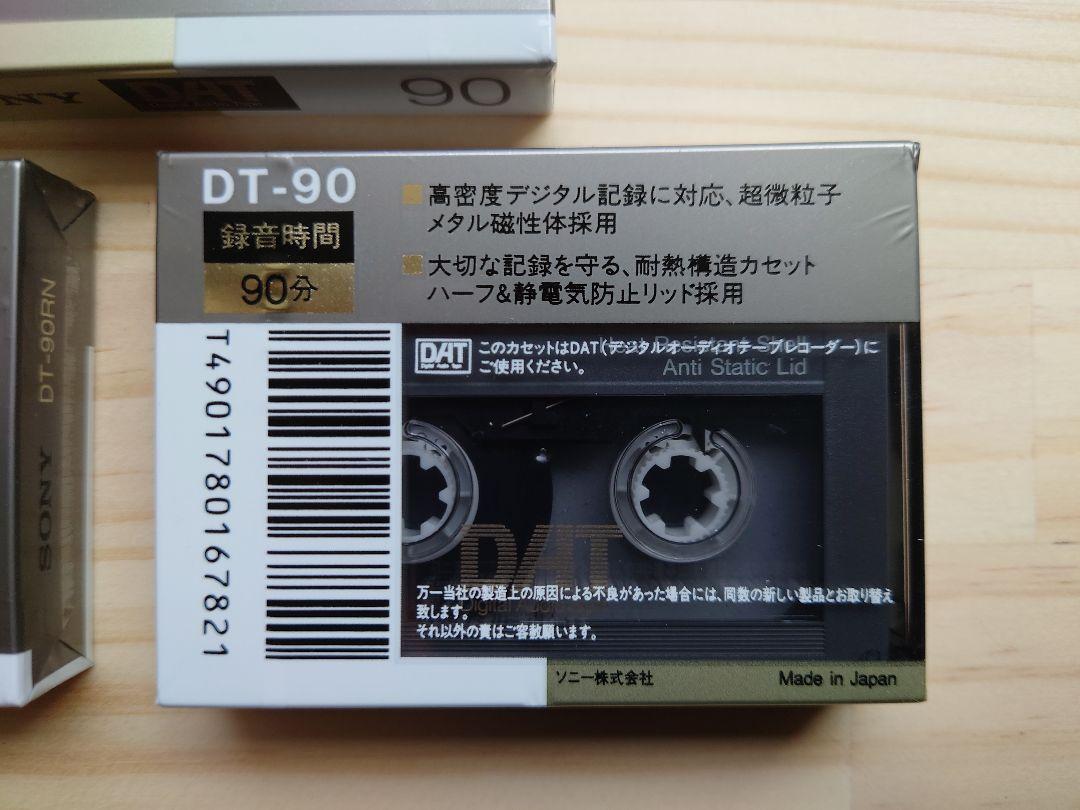 DAT
90
SONY
DT-90RN
DT-90
録音時間
90分
高密度デジタル記録に対応、超微粒子
メタル磁性体採用
大切な記録を守る、耐熱構造カセット
ハーフ&静電気防止リッド採用
T4901780167821
DAT
Digital Audio Tape
このカセットはDAT(デジタルオーディオテープレコーダー)に
ご使用ください。
Anti Static Lid
DAT
Digital Audio
万一当社の製造上の原因による不良があった場合には、同数の新しい製品とお取り替え
致します。
それ以外の責はご容赦願います。
ソニー株式会社
Made in Japan